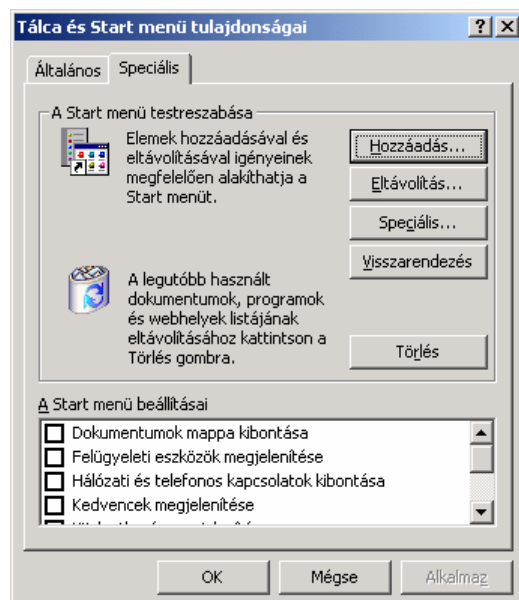 Tálca és Start menü tulajdonságai
Általános
Speciális
A Start menü testreszabása
Elemek hozzáadásával és
eltávolításával igényeinek
megfelelően alakíthatja a
Start menüt.
Hozzáadás...
Eltávolítás...
Speciális...
Visszarendezés
A legutóbb használt
dokumentumok, programok
és webhelyek listájának
eltávolításához kattintson a
Törlés gombra.
Törlés
A Start menü beállításai
Dokumentumok mappa kibontása
Felügyeleti eszközök megjelenítése
Hálózati és telefonos kapcsolatok kibontása
Kedvencek megjelenítése
OK
Mégse
Alkalmaz